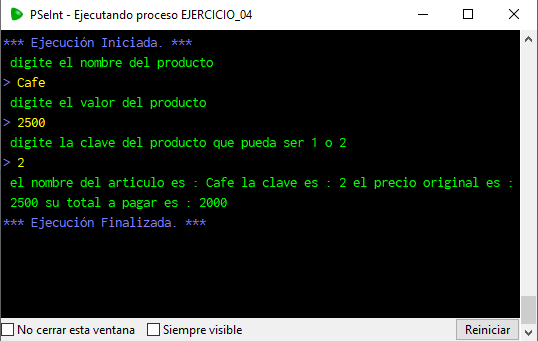 PSeInt - Ejecutando proceso EJERCICIO_04
*** Ejecución Iniciada. ***
digite el nombre del producto
> Cafe
digite el valor del producto
> 2500
digite la clave del producto que pueda ser 1 o 2
> 2
el nombre del articulo es : Cafe la clave es : 2 el precio original es :
2500 su total a pagar es : 2000
*** Ejecución Finalizada. ***
No cerrar esta ventana Siempre visible Reiniciar